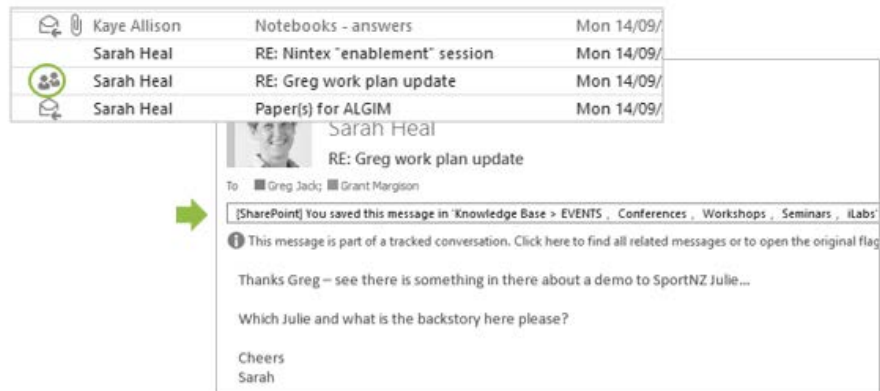 Kaye Allison Notebooks - answers Mon 14/09/
Sarah Heal RE: Nintex "enablement" session Mon 14/09/
Sarah Heal RE: Greg work plan update Mon 14/09/
Sarah Heal Paper(s) for ALGIM Mon 14/09/
Sarah Heal
RE: Greg work plan update
To Greg Jack; Grant Margison
[SharePoint] You saved this message in 'Knowledge Base > EVENTS , Conferences , Workshops , Seminars , iLabs'
This message is part of a tracked conversation. Click here to find all related messages or to open the original flag
Thanks Greg – see there is something in there about a demo to SportNZ Julie...
Which Julie and what is the backstory here please?
Cheers
Sarah